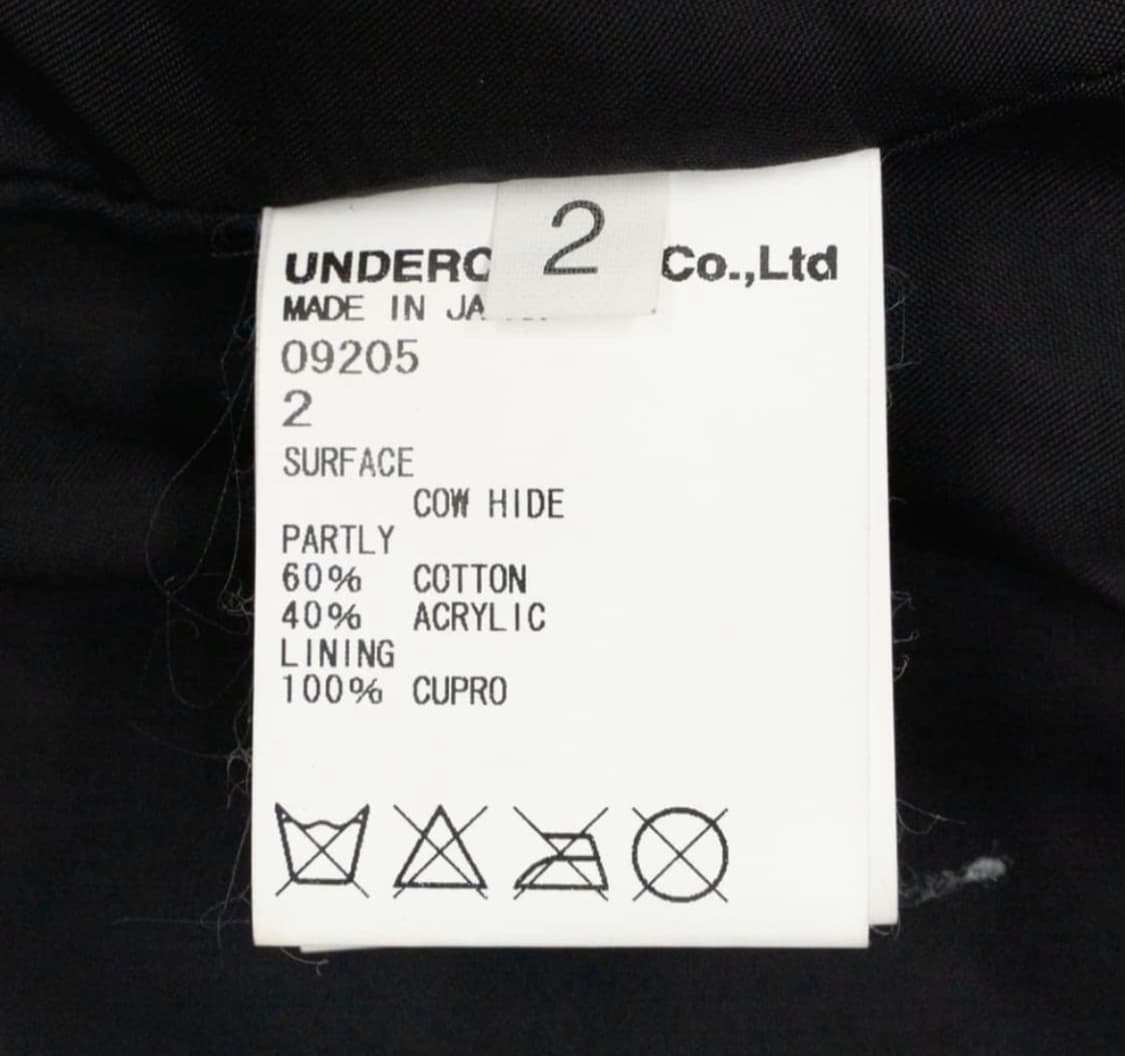 2
UNDERC Co.,Ltd
MADE IN JA
09205
2
SURFACE
COW HIDE
PARTLY
60% COTTON
40% ACRYLIC
LINING
100% CUPRO